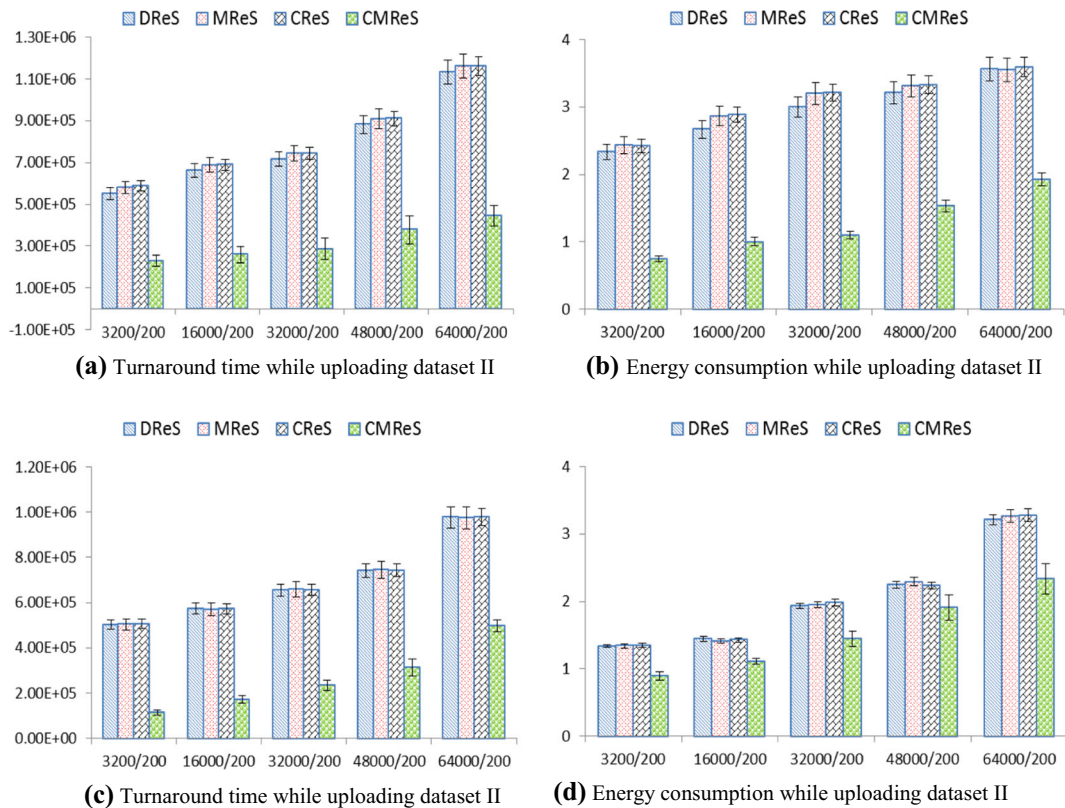 DReS MReS CReS CMReS
1.30E+06
1.10E+06
9.00E+05
7.00E+05
5.00E+05
3.00E+05
1.00E+05
-1.00E+05
3200/200 16000/200 32000/200 48000/200 64000/200
(a) Turnaround time while uploading dataset II
DReS MReS CReS CMReS
4
3
2
1
0
3200/200 16000/200 32000/200 48000/200 64000/200
(b) Energy consumption while uploading dataset II
DReS MReS CReS CMReS
1.20E+06
1.00E+06
8.00E+05
6.00E+05
4.00E+05
2.00E+05
0.00E+00
3200/200 16000/200 32000/200 48000/200 64000/200
(c) Turnaround time while uploading dataset II
DReS MReS CReS CMReS
4
3
2
1
0
3200/200 16000/200 32000/200 48000/200 64000/200
(d) Energy consumption while uploading dataset II